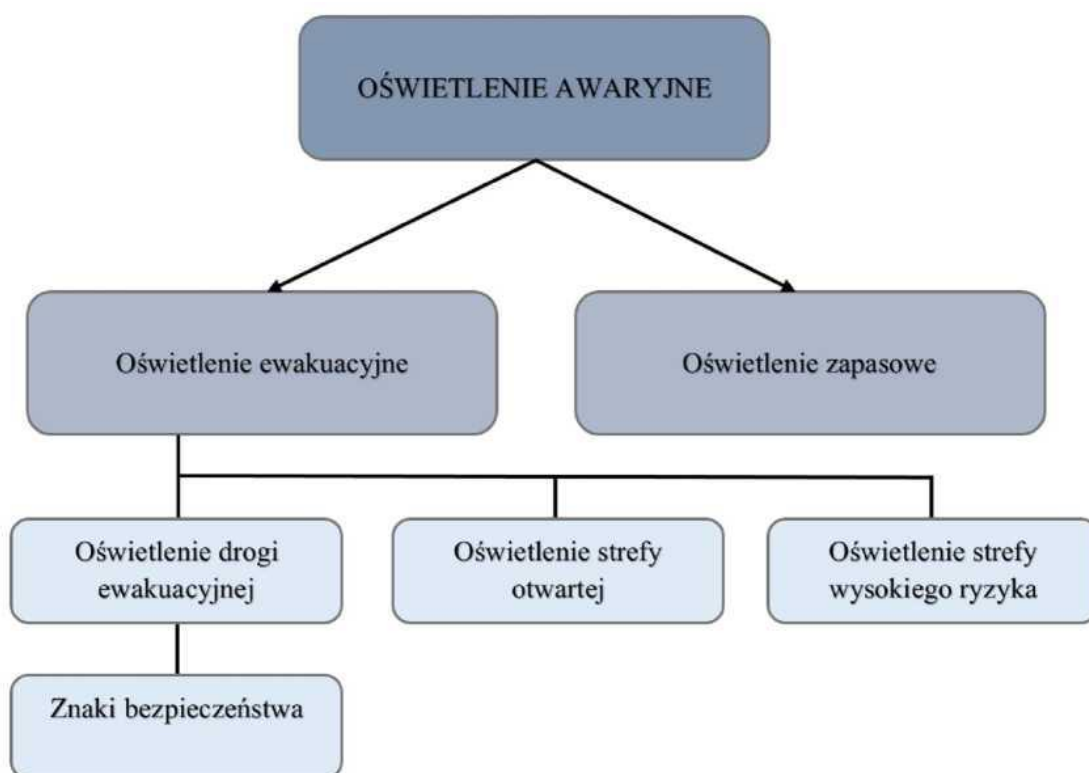 OŚWIETLENIE AWARYJNE
Oświetlenie ewakuacyjne
Oświetlenie zapasowe
Oświetlenie drogi
ewakuacyjnej
Oświetlenie strefy
otwartej
Oświetlenie strefy
wysokiego ryzyka
Znaki bezpieczeństwa